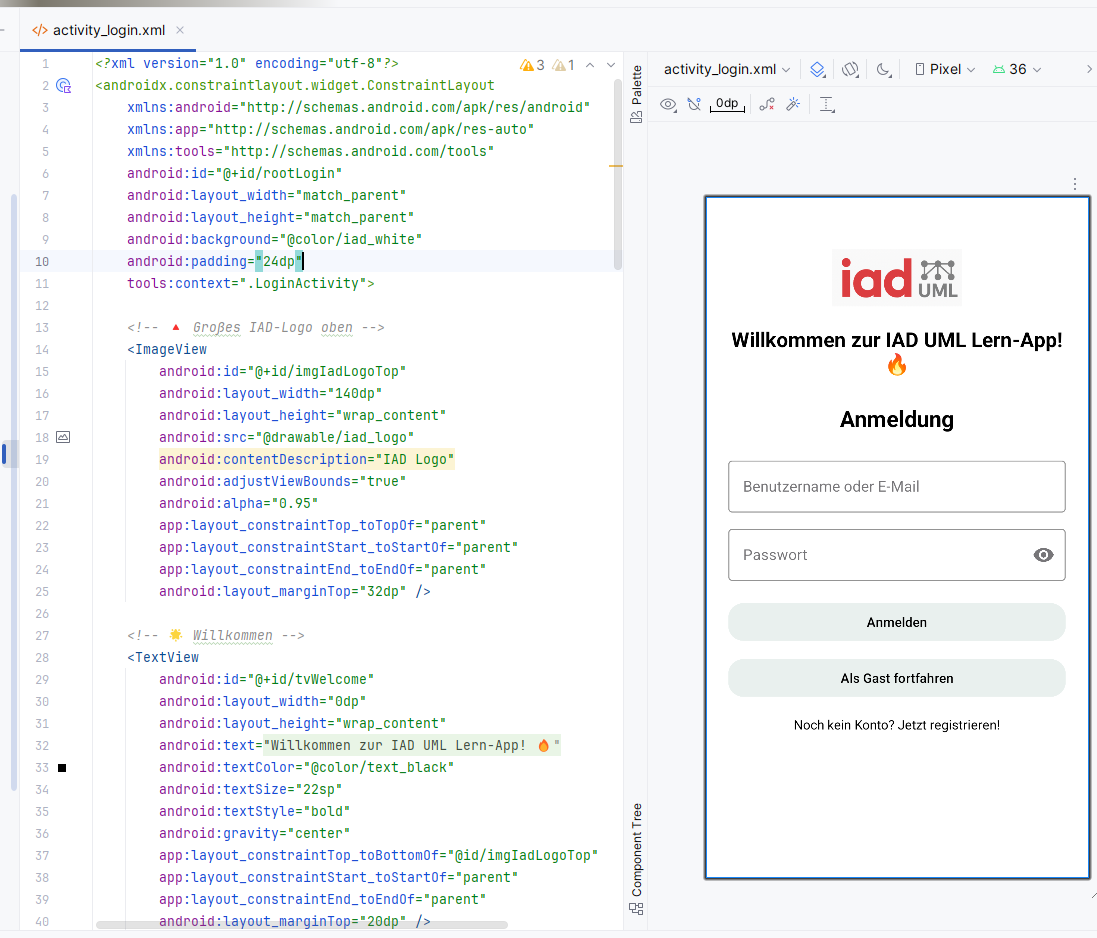 activity_login.xml
1 <?xml version="1.0" encoding="utf-8"?>
2 <androidx.constraintlayout.widget.ConstraintLayout
3 xmlns:android="http://schemas.android.com/apk/res/android"
4 xmlns:app="http://schemas.android.com/apk/res-auto"
5 xmlns:tools="http://schemas.android.com/tools"
6 android:id="@+id/rootLogin"
7 android:layout_width="match_parent"
8 android:layout_height="match_parent"
9 android:background="@color/iad_white"
10 android:padding="24dp"
11 tools:context=".LoginActivity">
12
13 <!-- 🔺 Großes IAD-Logo oben -->
14 <ImageView
15 android:id="@+id/imgIadLogoTop"
16 android:layout_width="140dp"
17 android:layout_height="wrap_content"
18 android:src="@drawable/iad_logo"
19 android:contentDescription="IAD Logo"
20 android:adjustViewBounds="true"
21 android:alpha="0.95"
22 app:layout_constraintTop_toTopOf="parent"
23 app:layout_constraintStart_toStartOf="parent"
24 app:layout_constraintEnd_toEndOf="parent"
25 android:layout_marginTop="32dp" />
26
27 <!-- 🌟 Willkommen -->
28 <TextView
29 android:id="@+id/tvWelcome"
30 android:layout_width="0dp"
31 android:layout_height="wrap_content"
32 android:text="Willkommen zur IAD UML Lern-App! 🔥"
33 android:textColor="@color/text_black"
34 android:textSize="22sp"
35 android:textStyle="bold"
36 android:gravity="center"
37 app:layout_constraintTop_toBottomOf="@id/imgIadLogoTop"
38 app:layout_constraintStart_toStartOf="parent"
39 app:layout_constraintEnd_toEndOf="parent"
40 android:layout_marginTop="20dp" />
3 1
Palette
Component Tree
activity_login.xml Pixel 36
0dp
iad UML
Willkommen zur IAD UML Lern-App!
🔥
Anmeldung
Benutzername oder E-Mail
Passwort
Anmelden
Als Gast fortfahren
Noch kein Konto? Jetzt registrieren!